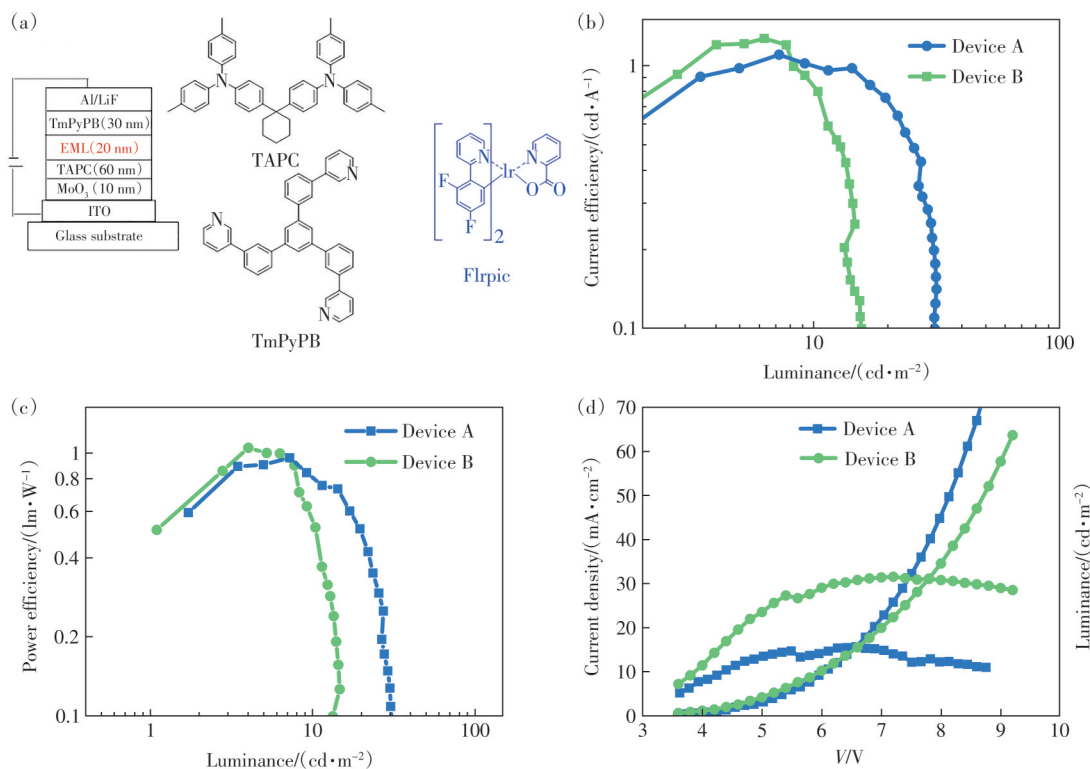 (a)
Al/LiF
TmPyPB(30 nm)
EML(20 nm)
TAPC(60 nm)
MoO₃ (10 nm)
ITO
Glass substrate
N
N
TAPC
N
N
N
TmPyPB
N
N
Ir
F
O
O
F
2
FIrpic
(b)
Device A
Device B
Current efficiency/(cd•A⁻¹)
1
0.1
10
100
Luminance/(cd•m⁻²)
(c)
Device A
Device B
Power efficiency/(lm•W⁻¹)
1
0.8
0.6
0.4
0.2
0.1
1
10
100
Luminance/(cd•m⁻²)
(d)
Device A
Device B
Current density/(mA•cm⁻²)
Luminance/(cd•m⁻²)
70
60
50
40
30
20
10
0
3
4
5
6
7
8
9
10
V/V